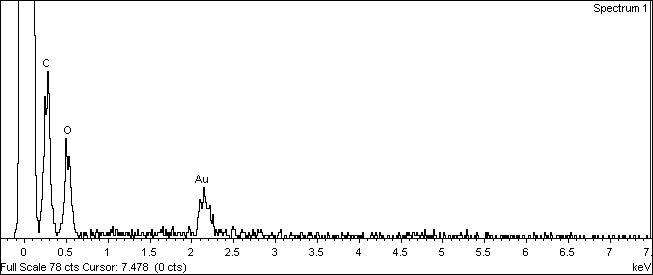 Spectrum 1
C
O
Au
0 0.5 1 1.5 2 2.5 3 3.5 4 4.5 5 5.5 6 6.5 7 7.
Full Scale 78 cts Cursor: 7.478 (0 cts) keV